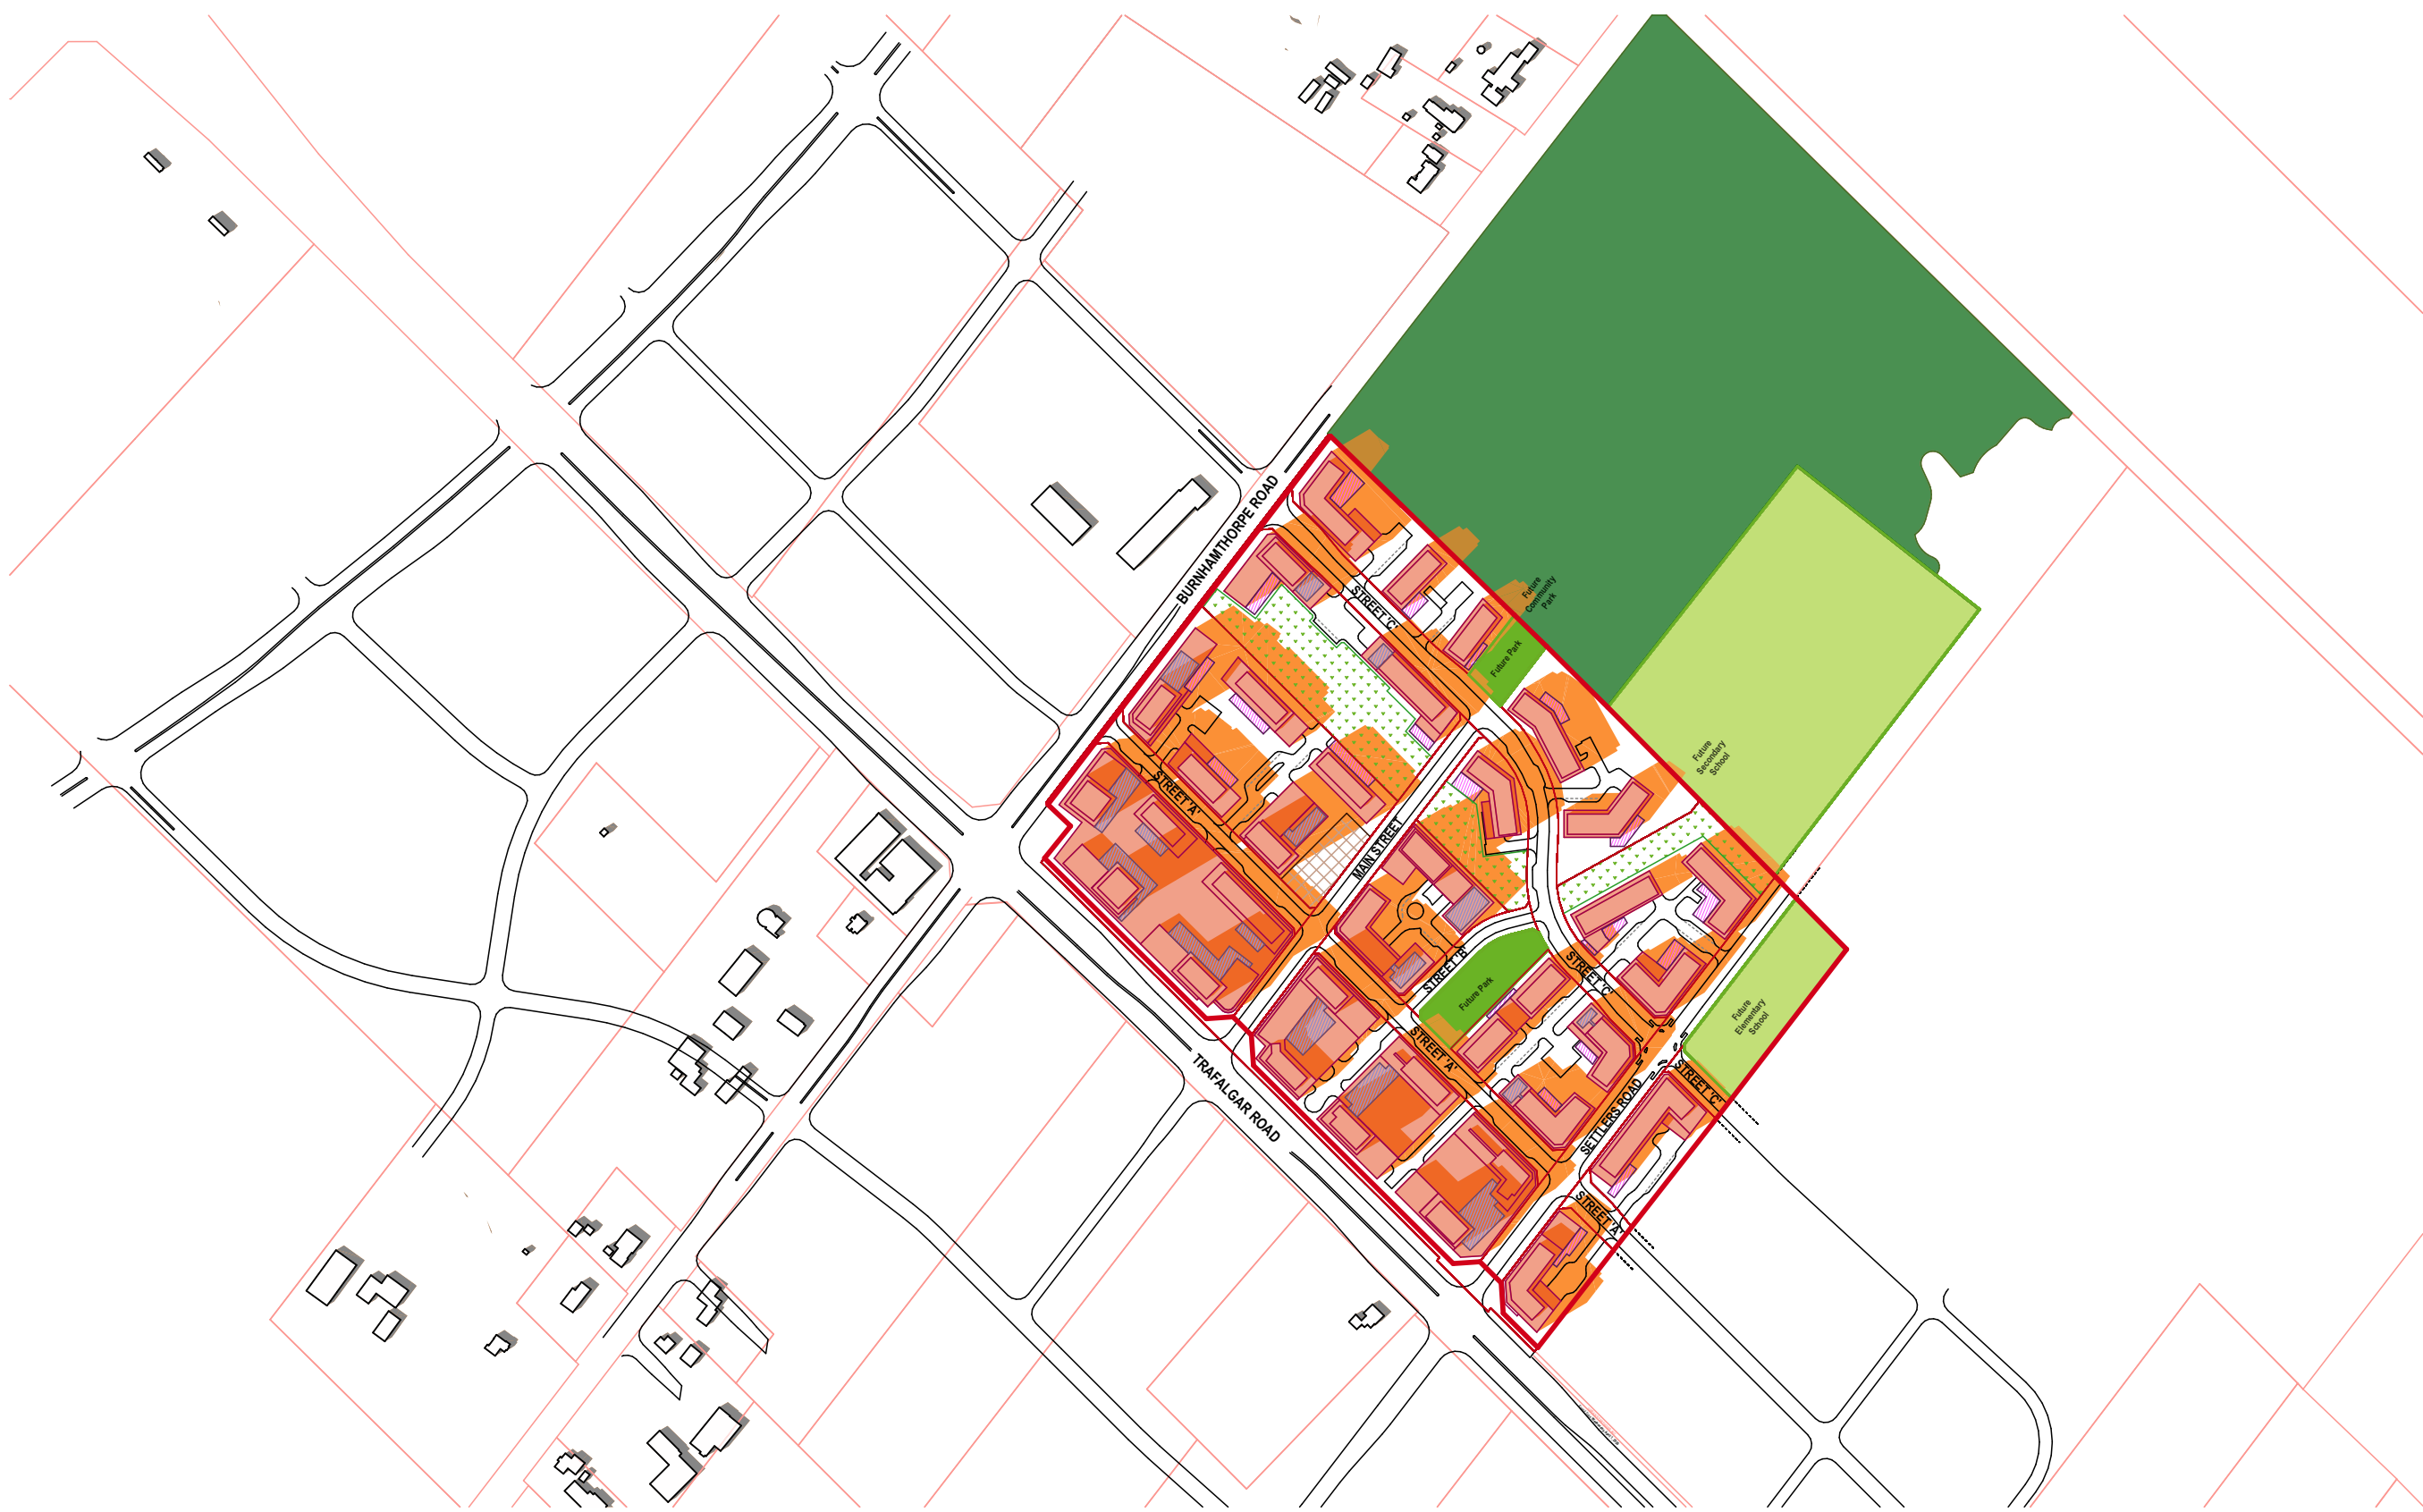 BURNHAMTHORPE ROAD
STREET 'C'
Future
Community
Park
Future Park
Future
Secondary
School
STREET 'A'
MAIN STREET
STREET 'B'
Future Park
STREET 'C'
Future
Elementary
School
STREET 'A'
TRAFALGAR ROAD
SETTLERS ROAD
STREET 'C'
STREET 'A'